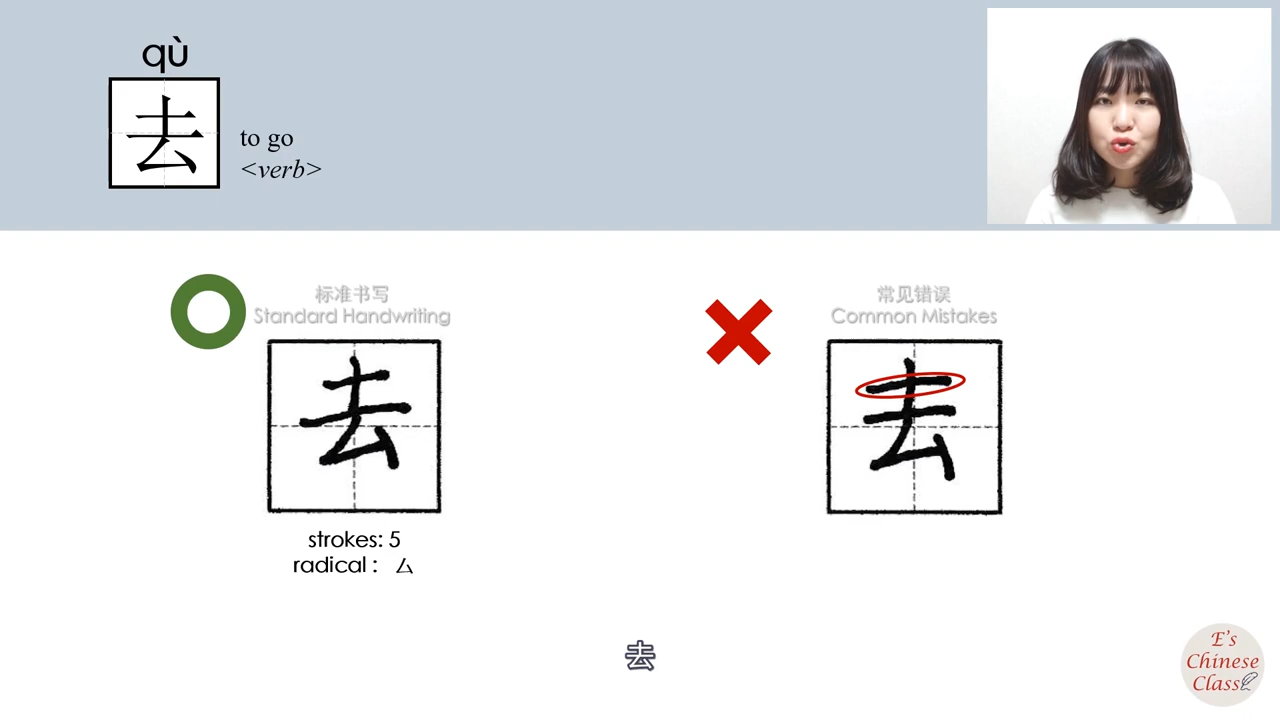 qù
去
to go
<verb>
标准书写
Standard Handwriting
去
strokes: 5
radical : 厶
常见错误
Common Mistakes
去
去
E's
Chinese
Class